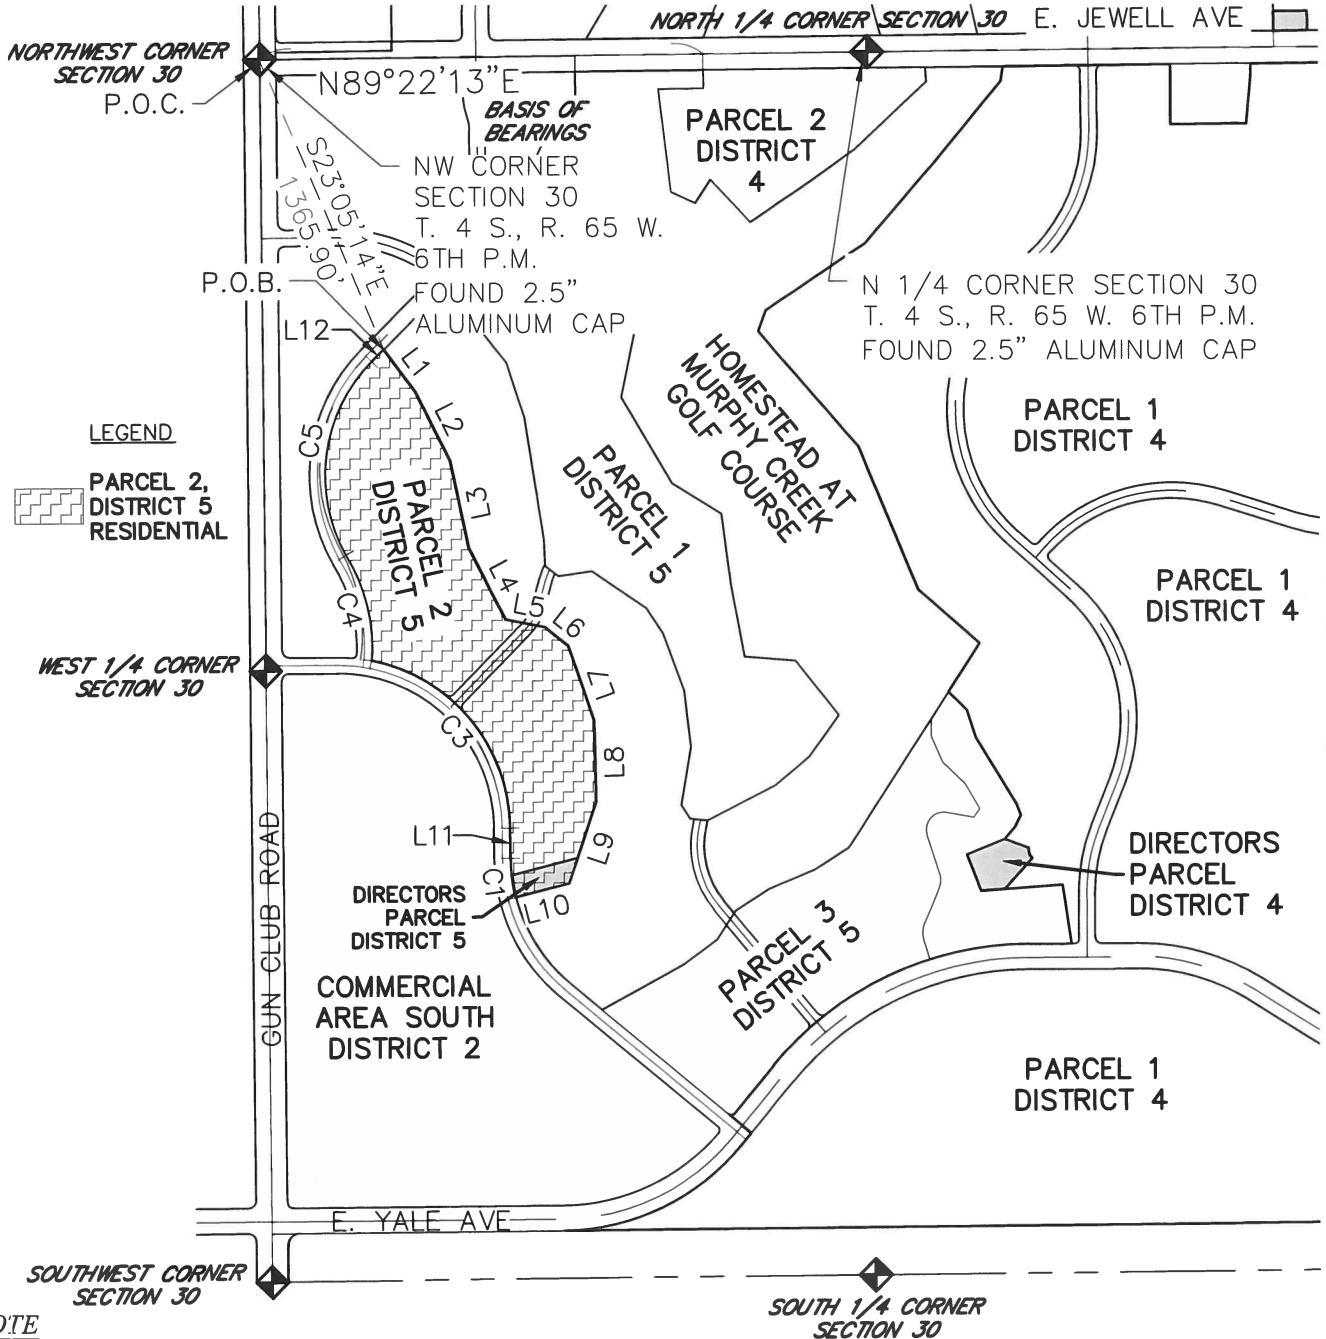 NORTH 1/4 CORNER SECTION 30
E. JEWELL AVE
NORTHWEST CORNER
SECTION 30
P.O.C.
N89°22'13"E
BASIS OF
BEARINGS
PARCEL 2
DISTRICT
4
S23°05'14"E
1365.90'
NW CORNER
SECTION 30
T. 4 S., R. 65 W.
6TH P.M.
FOUND 2.5"
ALUMINUM CAP
P.O.B.
N 1/4 CORNER SECTION 30
T. 4 S., R. 65 W. 6TH P.M.
FOUND 2.5" ALUMINUM CAP
L12
L1
L2
L3
L4
L5
L6
L7
L8
L9
L10
L11
C1
C3
C4
C5
LEGEND
PARCEL 2,
DISTRICT 5
RESIDENTIAL
PARCEL 2
DISTRICT 5
PARCEL 1
DISTRICT 5
HOMESTEAD AT
MURPHY CREEK
GOLF COURSE
PARCEL 1
DISTRICT 4
PARCEL 1
DISTRICT 4
WEST 1/4 CORNER
SECTION 30
GUN CLUB ROAD
DIRECTORS
PARCEL
DISTRICT 5
DIRECTORS
PARCEL
DISTRICT 4
COMMERCIAL
AREA SOUTH
DISTRICT 2
PARCEL 3
DISTRICT 5
PARCEL 1
DISTRICT 4
E. YALE AVE
SOUTHWEST CORNER
SECTION 30
SOUTH 1/4 CORNER
SECTION 30